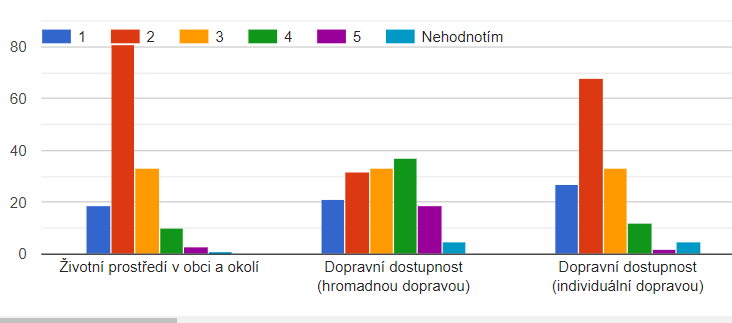 1 2 3 4 5 Nehodnotím
80
60
40
20
0
Životní prostředí v obci a okolí
Dopravní dostupnost
(hromadnou dopravou)
Dopravní dostupnost
(individuální dopravou)